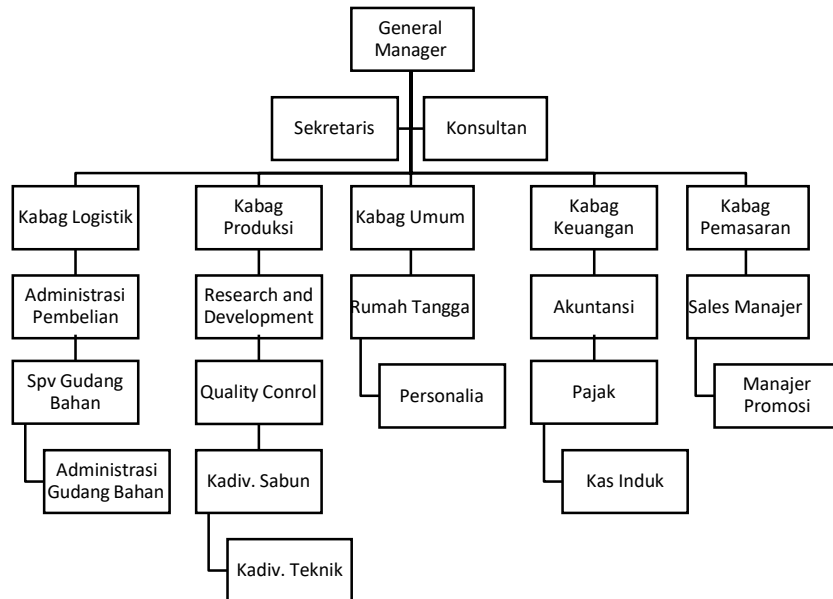 General
Manager
Sekretaris
Konsultan
Kabag Logistik
Kabag
Produksi
Kabag Umum
Kabag
Keuangan
Kabag
Pemasaran
Administrasi
Pembelian
Research and
Development
Rumah Tangga
Akuntansi
Sales Manajer
Spv Gudang
Bahan
Quality Conrol
Personalia
Pajak
Manajer
Promosi
Administrasi
Gudang Bahan
Kadiv. Sabun
Kas Induk
Kadiv. Teknik